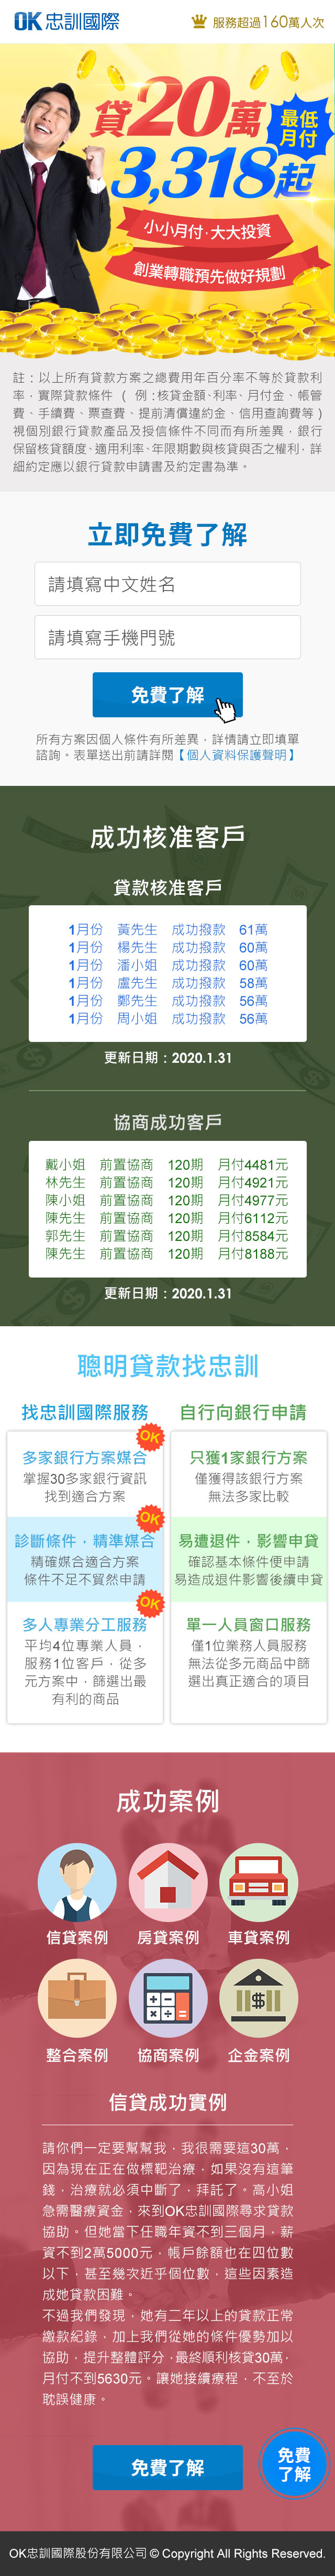 OK 忠訓國際
服務超過160萬人次
貸20萬
最低
月付
3,318起
小小月付．大大投資
創業轉職預先做好規劃
註：以上所有貸款方案之總費用年百分率不等於貸款利
率，實際貸款條件（例：核貸金額、利率、月付金、帳管
費、手續費、票查費、提前清償違約金、信用查詢費等）
視個別銀行貸款產品及授信條件不同而有所差異，銀行
保留核貸額度、適用利率、年限期數與核貸與否之權利，詳
細約定應以銀行貸款申請書及約定書為準。
立即免費了解
請填寫中文姓名
請填寫手機門號
免費了解
所有方案因個人條件有所差異，詳情請立即填單
諮詢。表單送出前請詳閱【個人資料保護聲明】
成功核准客戶
貸款核准客戶
1月份 黃先生 成功撥款 61萬
1月份 楊先生 成功撥款 60萬
1月份 潘小姐 成功撥款 60萬
1月份 盧先生 成功撥款 58萬
1月份 鄭先生 成功撥款 56萬
1月份 周小姐 成功撥款 56萬
更新日期：2020.1.31
協商成功客戶
戴小姐 前置協商 120期 月付4481元
林先生 前置協商 120期 月付4921元
陳小姐 前置協商 120期 月付4977元
陳先生 前置協商 120期 月付6112元
郭先生 前置協商 120期 月付8584元
陳先生 前置協商 120期 月付8188元
更新日期：2020.1.31
聰明貸款找忠訓
找忠訓國際服務
OK
多家銀行方案媒合
掌握30多家銀行資訊
找到適合方案
OK
診斷條件，精準媒合
精確媒合適合方案
條件不足不貿然申請
OK
多人專業分工服務
平均4位專業人員，
服務1位客戶，從多
元方案中，篩選出最
有利的商品
自行向銀行申請
只獲1家銀行方案
僅獲得該銀行方案
無法多家比較
易遭退件，影響申貸
確認基本條件便申請
易造成退件影響後續申貸
單一人員窗口服務
僅1位業務人員服務
無法從多元商品中篩
選出真正適合的項目
成功案例
信貸案例 房貸案例 車貸案例
整合案例 協商案例 企金案例
信貸成功實例
請你們一定要幫幫我，我很需要這30萬，
因為現在正在做標靶治療，如果沒有這筆
錢，治療就必須中斷了，拜託了。高小姐
急需醫療資金，來到OK忠訓國際尋求貸款
協助。但她當下任職年資不到三個月，薪
資不到2萬5000元，帳戶餘額也在四位數
以下，甚至幾次近乎個位數，這些因素造
成她貸款困難。
不過我們發現，她有二年以上的貸款正常
繳款紀錄，加上我們從她的條件優勢加以
協助，提升整體評分，最終順利核貸30萬，
月付不到5630元。讓她接續療程，不至於
耽誤健康。
免費了解
免費
了解
OK忠訓國際股份有限公司 © Copyright All Rights Reserved.